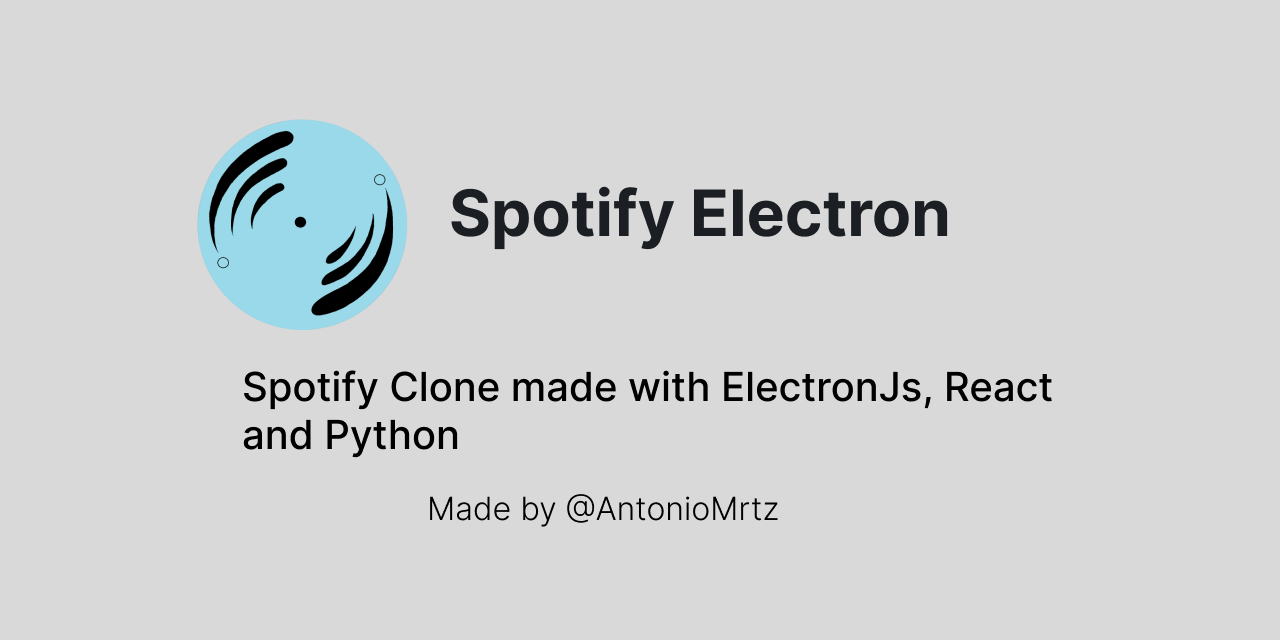 Spotify Electron
Spotify Clone made with ElectronJs, React
and Python
Made by @AntonioMrtz